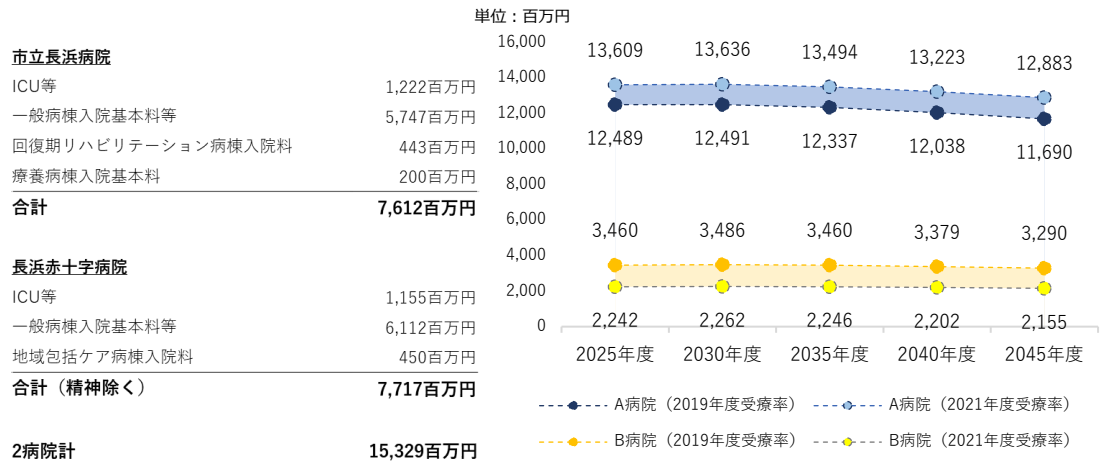 単位：百万円
市立長浜病院
ICU等 1,222百万円
一般病棟入院基本料等 5,747百万円
回復期リハビリテーション病棟入院料 443百万円
療養病棟入院基本料 200百万円
合計 7,612百万円
長浜赤十字病院
ICU等 1,155百万円
一般病棟入院基本料等 6,112百万円
地域包括ケア病棟入院料 450百万円
合計（精神除く） 7,717百万円
2病院計 15,329百万円
16,000
14,000
12,000
10,000
8,000
6,000
4,000
2,000
0
13,609 13,636 13,494 13,223 12,883
12,489 12,491 12,337 12,038 11,690
3,460 3,486 3,460 3,379 3,290
2,242 2,262 2,246 2,202 2,155
2025年度 2030年度 2035年度 2040年度 2045年度
A病院（2019年度受療率） A病院（2021年度受療率）
B病院（2019年度受療率） B病院（2021年度受療率）